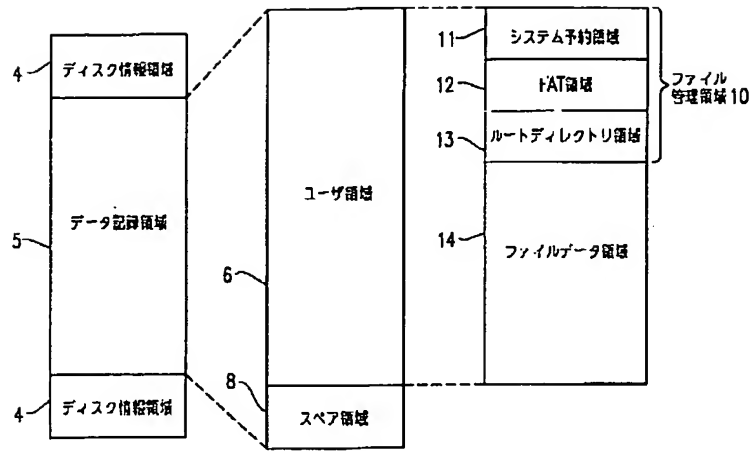 4
ディスク情報領域
5
データ記録領域
4
ディスク情報領域
6
ユーザ領域
8
スペア領域
11
システム予約領域
12
FAT領域
13
ルートディレクトリ領域
14
ファイルデータ領域
ファイル
管理領域10